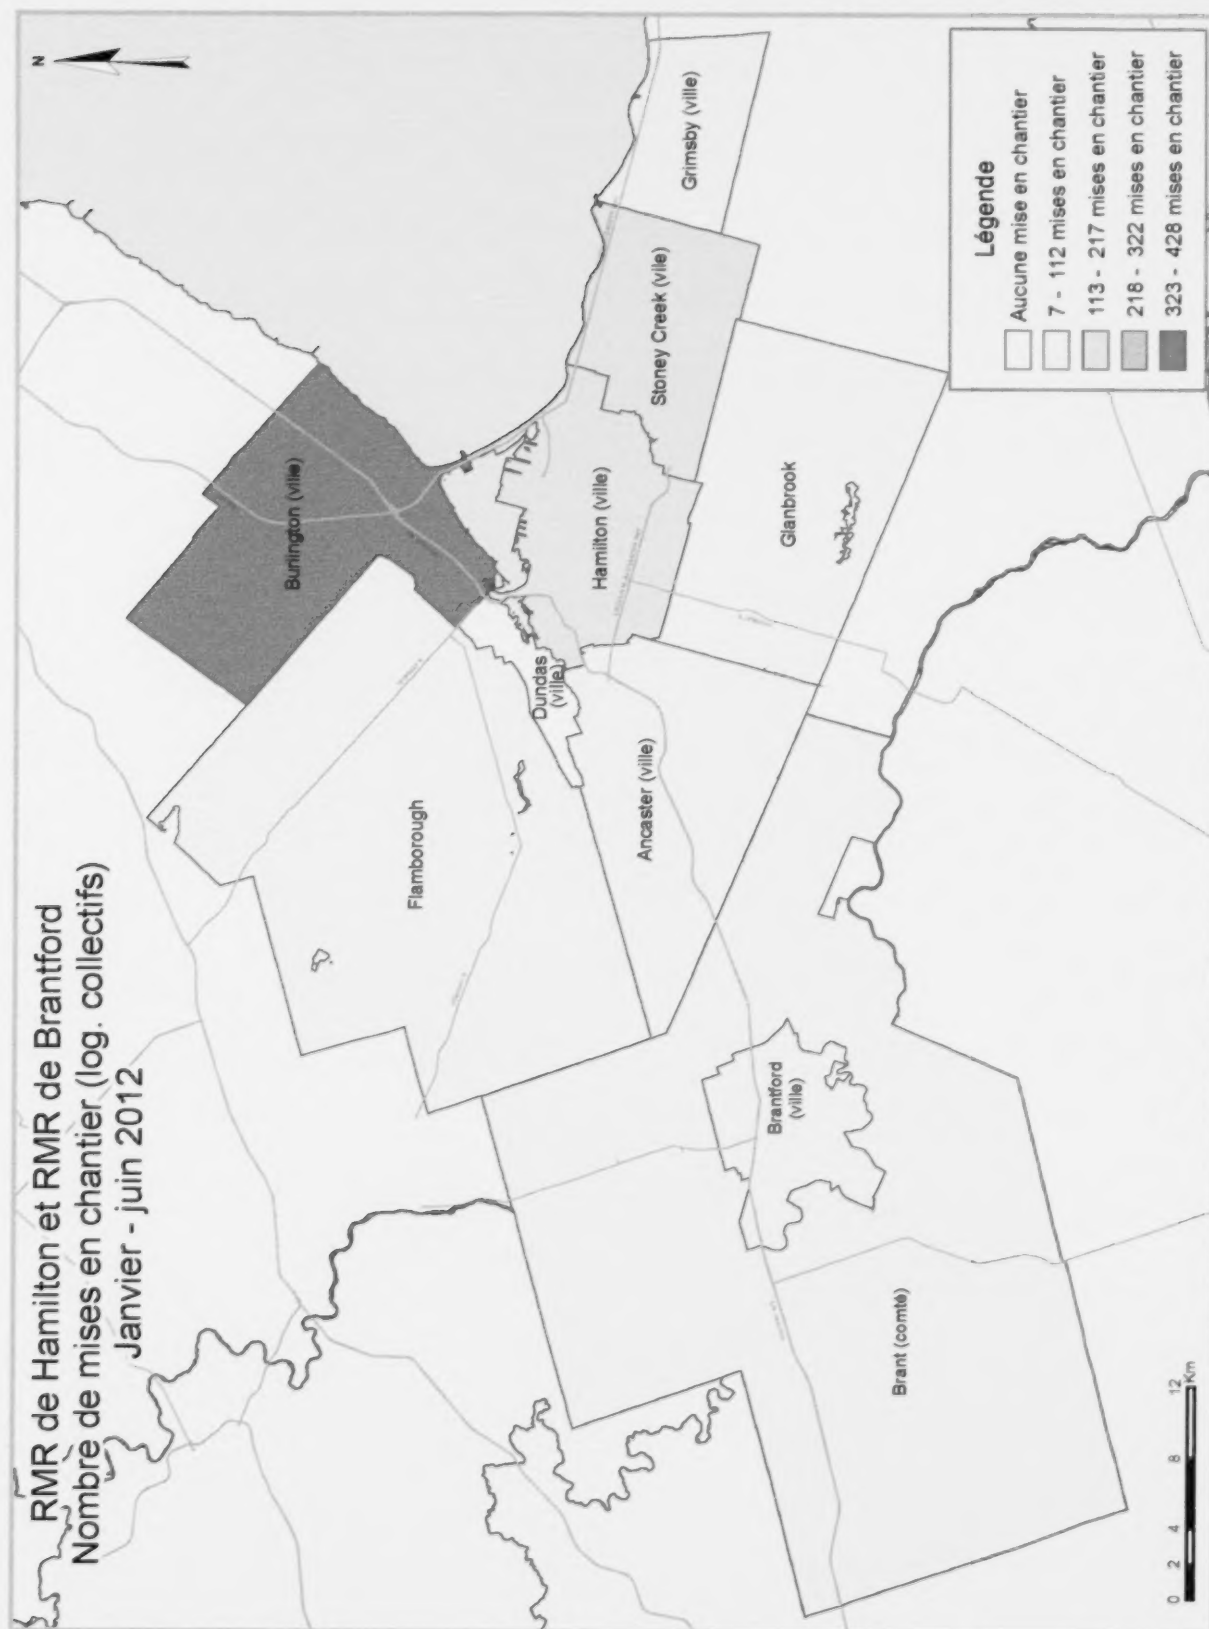 RMR de Hamilton et RMR de Brantford
Nombre de mises en chantier (log. collectifs)
Janvier - juin 2012
N
Burlington (ville)
Flamborough
Dundas
(ville)
Hamilton (ville)
Stoney Creek (vile)
Grimsby (ville)
Ancaster (ville)
Glanbrook
Brantford
(ville)
Brant (comté)
Légende
Aucune mise en chantier
7 - 112 mises en chantier
113 - 217 mises en chantier
218 - 322 mises en chantier
323 - 428 mises en chantier
0 2 4 8 12
Km